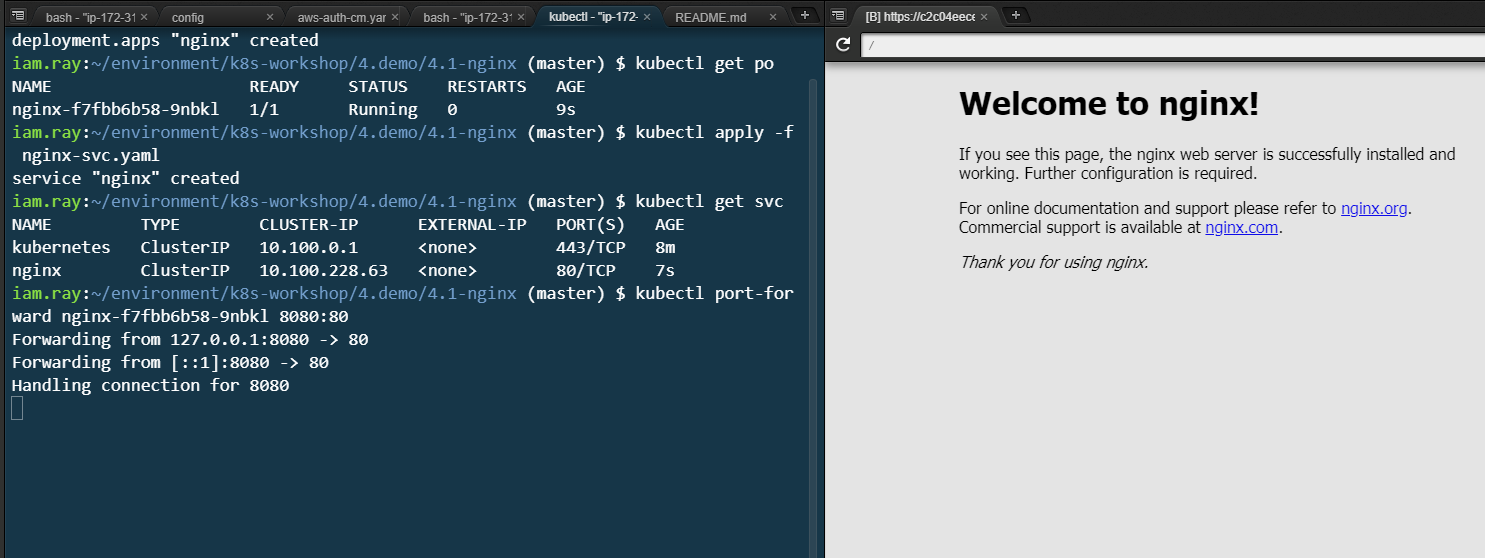 bash - "ip-172-31 × config × aws-auth-cm.yar × bash - "ip-172-31 × kubectl - "ip-172- × README.md × +
deployment.apps "nginx" created
iam.ray:~/environment/k8s-workshop/4.demo/4.1-nginx (master) $ kubectl get po
NAME READY STATUS RESTARTS AGE
nginx-f7fbb6b58-9nbkl 1/1 Running 0 9s
iam.ray:~/environment/k8s-workshop/4.demo/4.1-nginx (master) $ kubectl apply -f
nginx-svc.yaml
service "nginx" created
iam.ray:~/environment/k8s-workshop/4.demo/4.1-nginx (master) $ kubectl get svc
NAME TYPE CLUSTER-IP EXTERNAL-IP PORT(S) AGE
kubernetes ClusterIP 10.100.0.1 <none> 443/TCP 8m
nginx ClusterIP 10.100.228.63 <none> 80/TCP 7s
iam.ray:~/environment/k8s-workshop/4.demo/4.1-nginx (master) $ kubectl port-for
ward nginx-f7fbb6b58-9nbkl 8080:80
Forwarding from 127.0.0.1:8080 -> 80
Forwarding from [::1]:8080 -> 80
Handling connection for 8080
[B] https://c2c04eece × +
/
Welcome to nginx!
If you see this page, the nginx web server is successfully installed and
working. Further configuration is required.
For online documentation and support please refer to nginx.org.
Commercial support is available at nginx.com.
Thank you for using nginx.